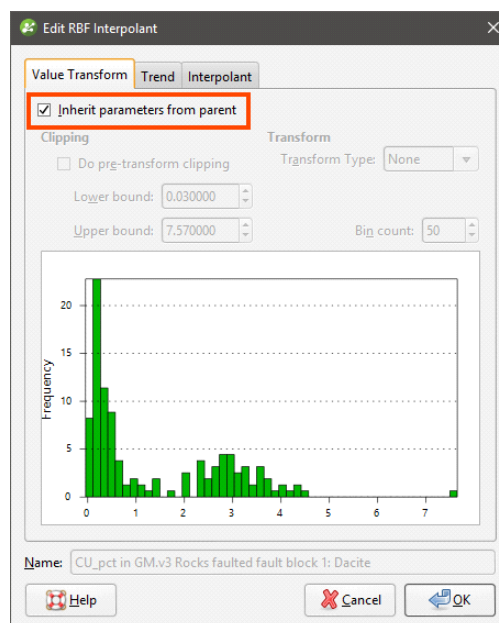 Edit RBF Interpolant
Value Transform Trend Interpolant
Inherit parameters from parent
Clipping Transform
Do pre-transform clipping Transform Type: None
Lower bound: 0.030000
Upper bound: 7.570000 Bin count: 50
20
15
10
5
0
Frequency
0 1 2 3 4 5 6 7
Name: CU_pct in GM.v3 Rocks faulted fault block 1: Dacite
Help Cancel OK